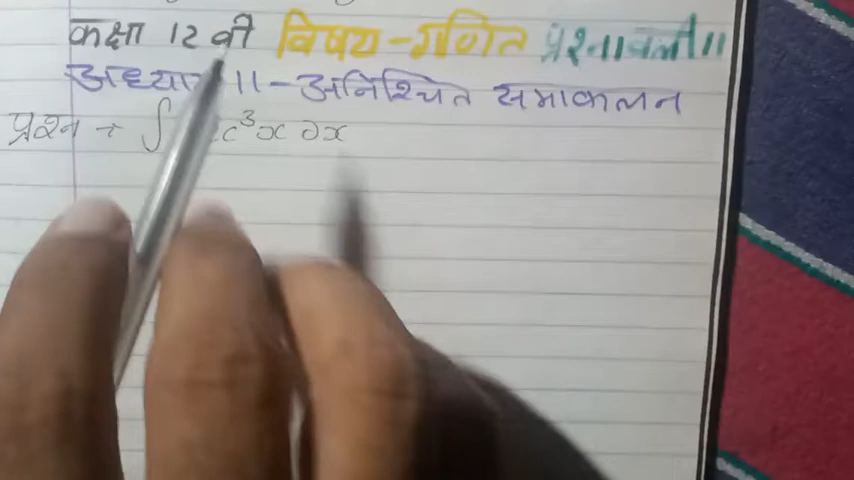 कक्षा 12 वी विषय - गणित प्रश्नावली 11
अध्याय 11 - अनिश्चित समाकलन
प्रश्न ÷ ∫ c³x dx